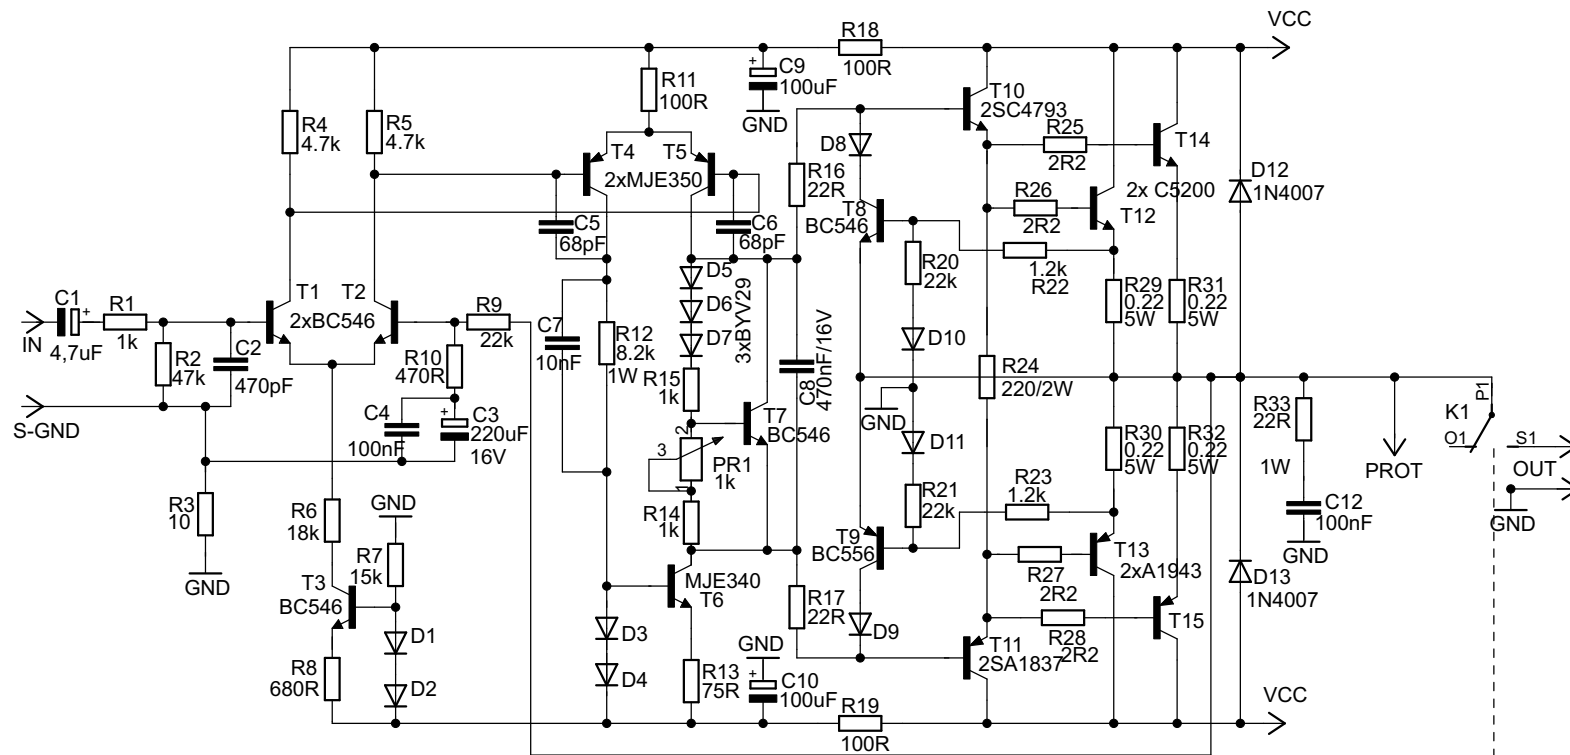 VCC
R18
100R
C9
+
100uF
GND
R11
100R
T10
2SC4793
R4
4.7k
R5
4.7k
R25
2R2
T14
T4
T5
2xMJE350
D8
R16
22R
D12
1N4007
2x C5200
R26
2R2
T12
T8
BC546
C5
68pF
C6
68pF
R20
22k
1.2k
R22
D5
D6
D7
3xBYV29
R29
0.22
5W
R31
0.22
5W
C1
+
4,7uF
IN
R1
1k
T1
T2
2xBC546
R9
22k
C7
10nF
R12
8.2k
1W
D10
R2
47k
C2
470pF
R10
470R
R15
1k
C8
470nF/16V
R24
220/2W
S-GND
GND
P1
K1
O1
S1
OUT
R33
22R
1W
C4
100nF
+
C3
220uF
16V
T7
BC546
D11
R30
0.22
5W
R32
0.22
5W
PROT
2
3
1
PR1
1k
R21
22k
R23
1.2k
R3
10
GND
R6
18k
GND
R7
15k
R14
1k
T9
BC556
C12
100nF
GND
GND
T13
2xA1943
T3
BC546
MJE340
T6
R27
2R2
D13
1N4007
R17
22R
D1
D3
D9
R28
2R2
T15
T11
2SA1837
R8
680R
D2
D4
R13
75R
GND
+
C10
100uF
VCC
R19
100R